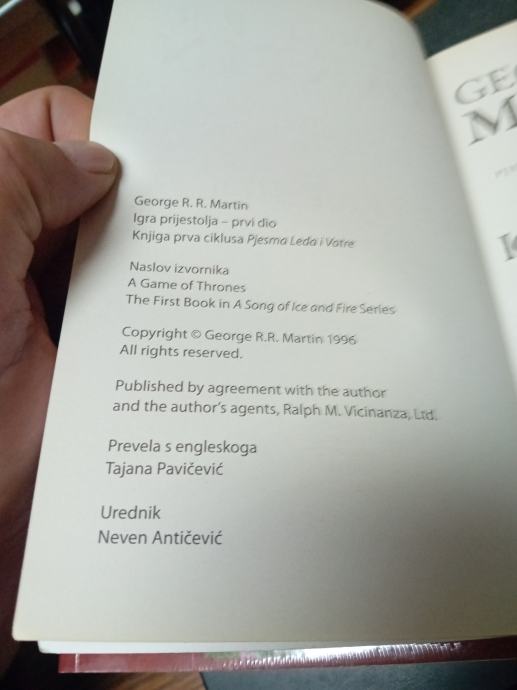 George R. R. Martin
Igra prijestolja – prvi dio
Knjiga prva ciklusa Pjesma Leda i Vatre
Naslov izvornika
A Game of Thrones
The First Book in A Song of Ice and Fire Series
Copyright © George R.R. Martin 1996
All rights reserved.
Published by agreement with the author
and the author's agents, Ralph M. Vicinanza, Ltd.
Prevela s engleskoga
Tajana Pavičević
Urednik
Neven Antičević